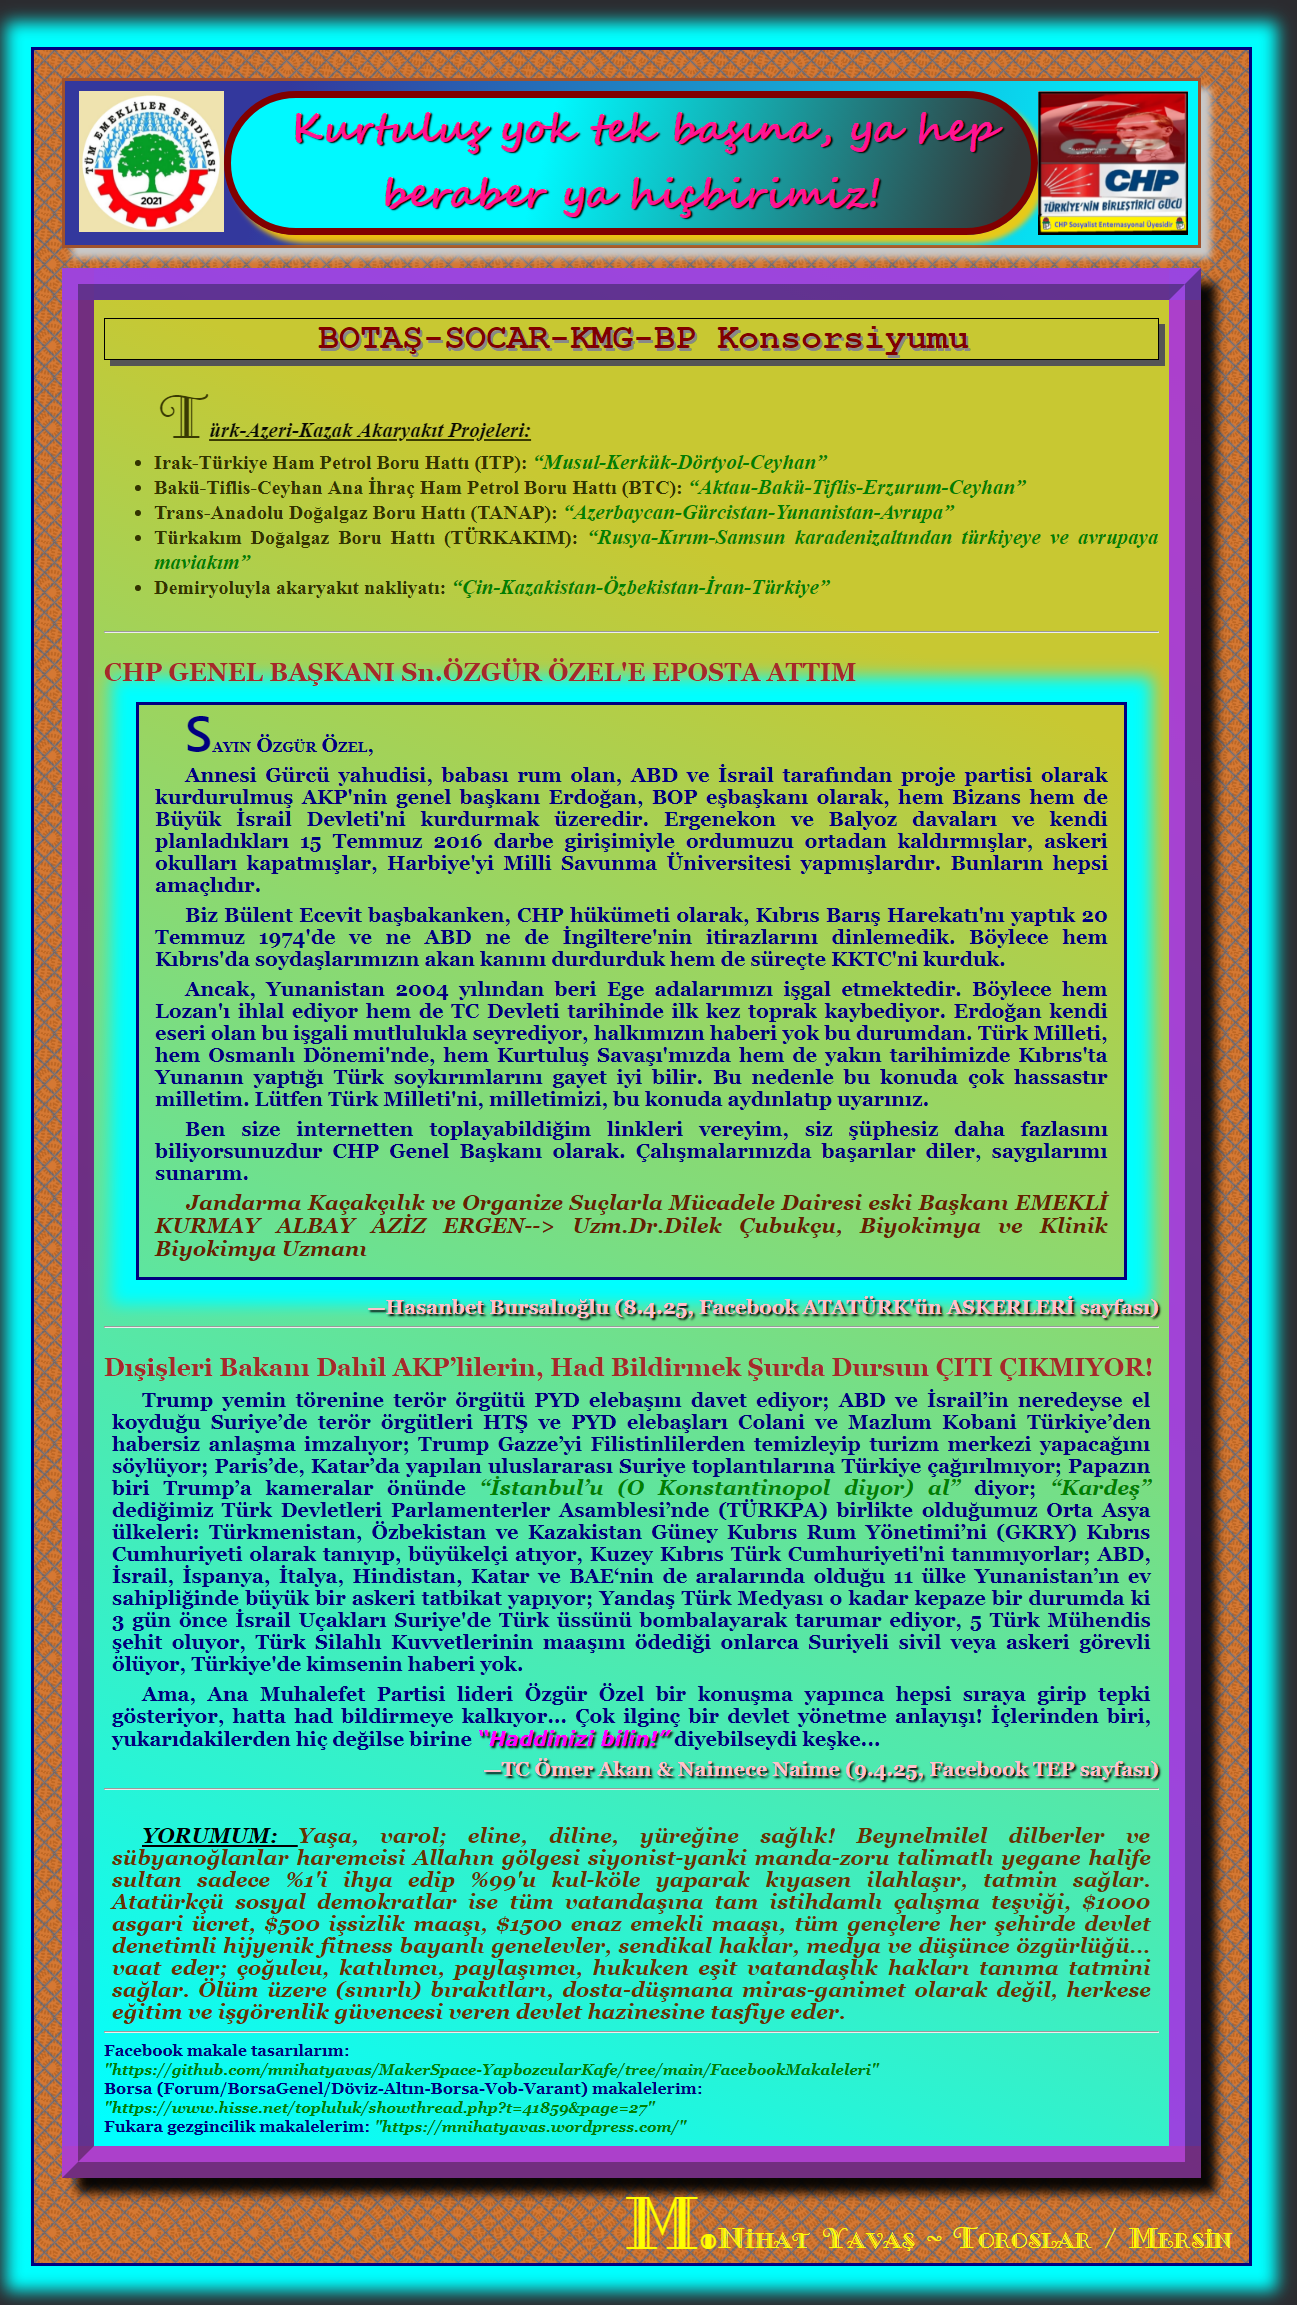 TÜM EMEKLİLER SENDİKASI
2021
Kurtuluş yok tek başına, ya hep
beraber ya hiçbirimiz!
CHP
CHP
TÜRKİYE'NİN BİRLEŞTİRİCİ GÜCÜ
CHP Sosyalist Enternasyonal Üyesidir
BOTAŞ-SOCAR-KMG-BP Konsorsiyumu
Türk-Azeri-Kazak Akaryakıt Projeleri:
• Irak-Türkiye Ham Petrol Boru Hattı (ITP): “Musul-Kerkük-Dörtyol-Ceyhan”
• Bakü-Tiflis-Ceyhan Ana İhraç Ham Petrol Boru Hattı (BTC): “Aktau-Bakü-Tiflis-Erzurum-Ceyhan”
• Trans-Anadolu Doğalgaz Boru Hattı (TANAP): “Azerbaycan-Gürcistan-Yunanistan-Avrupa”
• Türkakım Doğalgaz Boru Hattı (TÜRKAKIM): “Rusya-Kırım-Samsun karadenizaltından türkiyeye ve avrupaya
maviakım”
• Demiryoluyla akaryakıt nakliyatı: “Çin-Kazakistan-Özbekistan-İran-Türkiye”
CHP GENEL BAŞKANI Sn.ÖZGÜR ÖZEL'E EPOSTA ATTIM
SAYIN ÖZGÜR ÖZEL,
Annesi Gürcü yahudisi, babası rum olan, ABD ve İsrail tarafından proje partisi olarak
kurdurulmuş AKP'nin genel başkanı Erdoğan, BOP eşbaşkanı olarak, hem Bizans hem de
Büyük İsrail Devleti'ni kurdurmak üzeredir. Ergenekon ve Balyoz davaları ve kendi
planladıkları 15 Temmuz 2016 darbe girişimiyle ordumuzu ortadan kaldırmışlar, askeri
okulları kapatmışlar, Harbiye'yi Milli Savunma Üniversitesi yapmışlardır. Bunların hepsi
amaçlıdır.
Biz Bülent Ecevit başbakanken, CHP hükümeti olarak, Kıbrıs Barış Harekatı'nı yaptık 20
Temmuz 1974'de ve ne ABD ne de İngiltere'nin itirazlarını dinlemedik. Böylece hem
Kıbrıs'da soydaşlarımızın akan kanını durdurduk hem de süreçte KKTC'ni kurduk.
Ancak, Yunanistan 2004 yılından beri Ege adalarımızı işgal etmektedir. Böylece hem
Lozan'ı ihlal ediyor hem de TC Devleti tarihinde ilk kez toprak kaybediyor. Erdoğan kendi
eseri olan bu işgali mutlulukla seyrediyor, halkımızın haberi yok bu durumdan. Türk Milleti,
hem Osmanlı Dönemi'nde, hem Kurtuluş Savaşı'mızda hem de yakın tarihimizde Kıbrıs'ta
Yunanın yaptığı Türk soykırımlarını gayet iyi bilir. Bu nedenle bu konuda çok hassastır
milletim. Lütfen Türk Milleti'ni, milletimizi, bu konuda aydınlatıp uyarınız.
Ben size internetten toplayabildiğim linkleri vereyim, siz şüphesiz daha fazlasını
biliyorsunuzdur CHP Genel Başkanı olarak. Çalışmalarınızda başarılar diler, saygılarımı
sunarım.
Jandarma Kaçakçılık ve Organize Suçlarla Mücadele Dairesi eski Başkanı EMEKLİ
KURMAY ALBAY AZİZ ERGEN--> Uzm.Dr.Dilek Çubukçu, Biyokimya ve Klinik
Biyokimya Uzmanı
—Hasanbet Bursalıoğlu (8.4.25, Facebook ATATÜRK'ün ASKERLERİ sayfası)
Dışişleri Bakanı Dahil AKP’lilerin, Had Bildirmek Şurda Dursun ÇITI ÇIKMIYOR!
Trump yemin törenine terör örgütü PYD elebaşını davet ediyor; ABD ve İsrail’in neredeyse el
koyduğu Suriye’de terör örgütleri HTŞ ve PYD elebaşları Colani ve Mazlum Kobani Türkiye’den
habersiz anlaşma imzalıyor; Trump Gazze’yi Filistinlilerden temizleyip turizm merkezi yapacağını
söylüyor; Paris’de, Katar’da yapılan uluslararası Suriye toplantılarına Türkiye çağırılmıyor; Papazın
biri Trump’a kameralar önünde “İstanbul’u (O Konstantinopol diyor) al” diyor; “Kardeş”
dediğimiz Türk Devletleri Parlamenterler Asamblesi’nde (TÜRKPA) birlikte olduğumuz Orta Asya
ülkeleri: Türkmenistan, Özbekistan ve Kazakistan Güney Kubrıs Rum Yönetimi’ni (GKRY) Kıbrıs
Cumhuriyeti olarak tanıyıp, büyükelçi atıyor, Kuzey Kıbrıs Türk Cumhuriyeti'ni tanımıyorlar; ABD,
İsrail, İspanya, İtalya, Hindistan, Katar ve BAE‘nin de aralarında olduğu 11 ülke Yunanistan’ın ev
sahipliğinde büyük bir askeri tatbikat yapıyor; Yandaş Türk Medyası o kadar kepaze bir durumda ki
3 gün önce İsrail Uçakları Suriye'de Türk üssünü bombalayarak tarumar ediyor, 5 Türk Mühendis
şehit oluyor, Türk Silahlı Kuvvetlerinin maaşını ödediği onlarca Suriyeli sivil veya askeri görevli
ölüyor, Türkiye'de kimsenin haberi yok.
Ama, Ana Muhalefet Partisi lideri Özgür Özel bir konuşma yapınca hepsi sıraya girip tepki
gösteriyor, hatta had bildirmeye kalkıyor... Çok ilginç bir devlet yönetme anlayışı! İçlerinden biri,
yukarıdakilerden hiç değilse birine “Haddinizi bilin!” diyebilseydi keşke...
—TC Ömer Akan & Naimece Naime (9.4.25, Facebook TEP sayfası)
YORUMUM: Yaşa, varol; eline, diline, yüreğine sağlık! Beynelmilel dilberler ve
sübyanoğlanlar haremcisi Allahın gölgesi siyonist-yanki manda-zoru talimatlı yegane halife
sultan sadece %1'i ihya edip %99'u kul-köle yaparak kıyasen ilahlaşır, tatmin sağlar.
Atatürkçü sosyal demokratlar ise tüm vatandaşına tam istihdamlı çalışma teşviği, $1000
asgari ücret, $500 işsizlik maaşı, $1500 enaz emekli maaşı, tüm gençlere her şehirde devlet
denetimli hijyenik fitness bayanlı genelevler, sendikal haklar, medya ve düşünce özgürlüğü...
vaat eder; çoğulcu, katılımcı, paylaşımcı, hukuken eşit vatandaşlık hakları tanıma tatmini
sağlar. Ölüm üzere (sınırlı) bırakıtları, dosta-düşmana miras-ganimet olarak değil, herkese
eğitim ve işgörenlik güvencesi veren devlet hazinesine tasfiye eder.
Facebook makale tasarılarım:
"https://github.com/mnihatyavas/MakerSpace-YapbozcularKafe/tree/main/FacebookMakaleleri"
Borsa (Forum/BorsaGenel/Döviz-Altın-Borsa-Vob-Varant) makalelerim:
"https://www.hisse.net/topluluk/showthread.php?t=41859&page=27"
Fukara gezgincilik makalelerim: "https://mnihatyavas.wordpress.com/"
M.NİHAT YAVAŞ ~ TOROSLAR / MERSİN